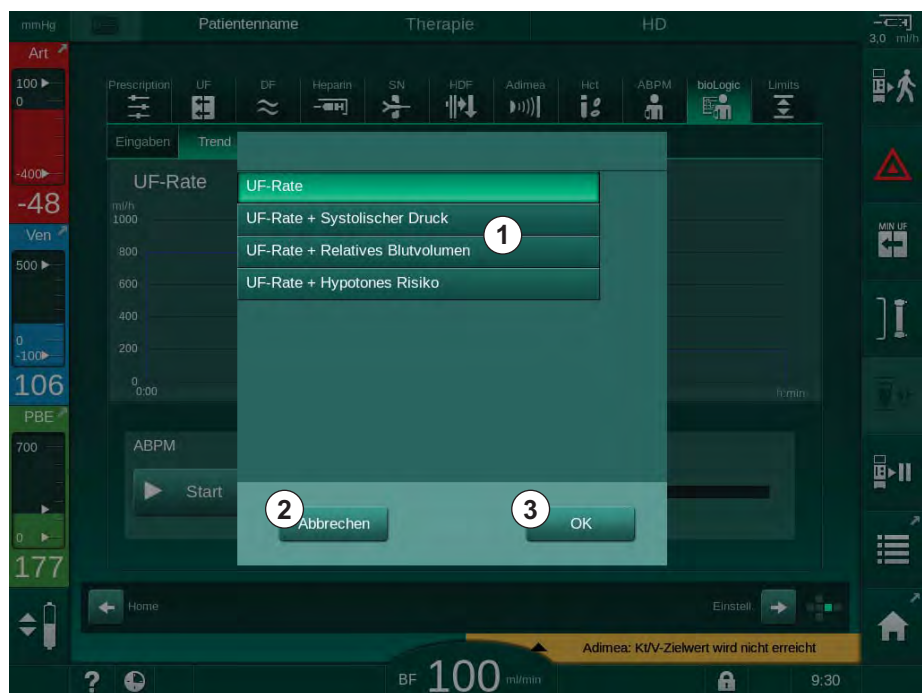 mmHg Patientenname Therapie HD
3,0 ml/h
Art
100
0
-400
-48
Ven
500
0
-100
106
PBE
700
0
177
Prescription UF DF Heparin SN HDF Adimea Hct ABPM bioLogic Limits
Eingaben Trend
UF-Rate
ml/h
1000
800
600
400
200
0
0:00
h:min
UF-Rate
UF-Rate + Systolischer Druck
1
UF-Rate + Relatives Blutvolumen
UF-Rate + Hypotones Risiko
ABPM
Start
2
Abbrechen
3
OK
MIN UF
Home
Einstell.
Adimea: Kt/V-Zielwert wird nicht erreicht
? BF 100 ml/min 9:30